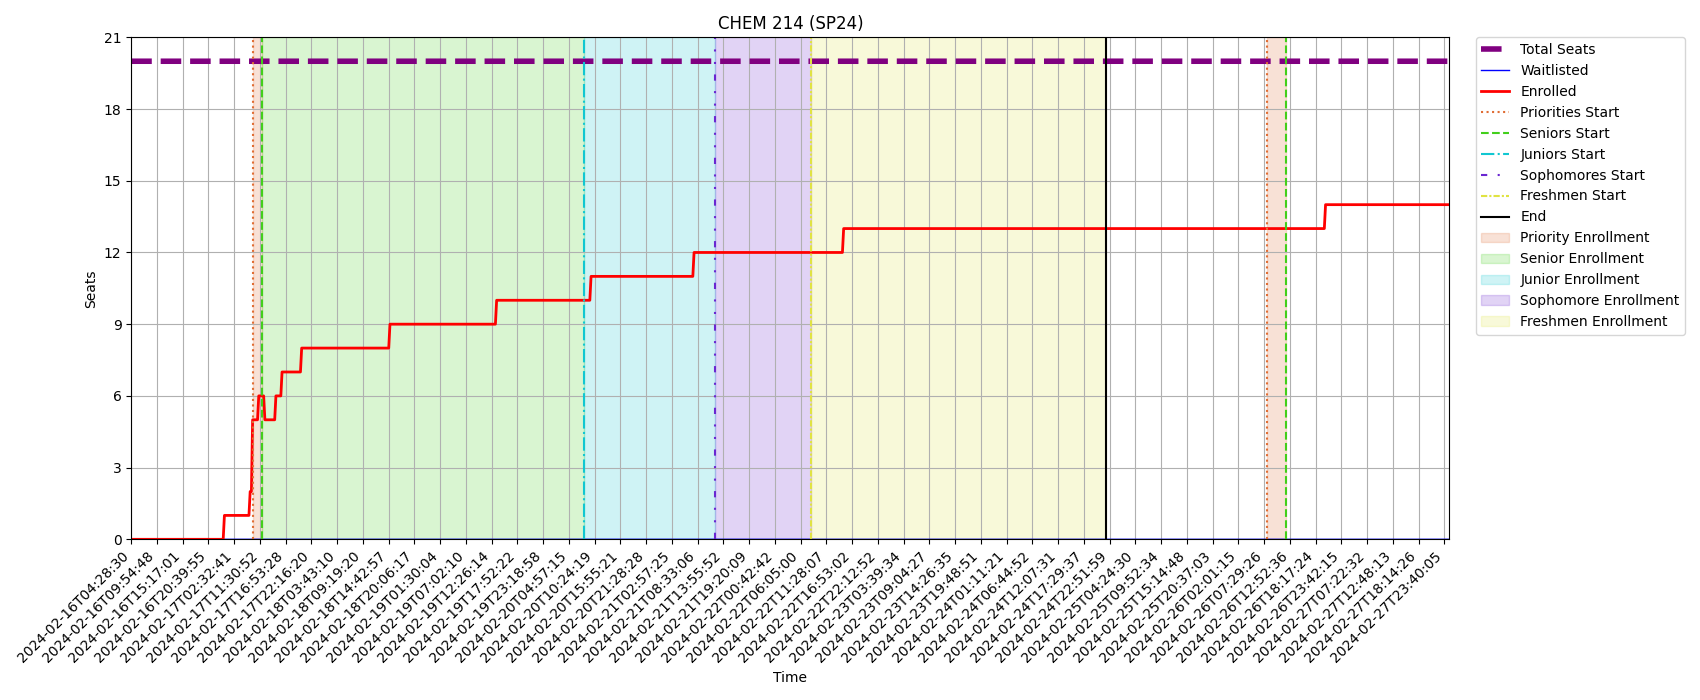 CHEM 214 (SP24)
21
18
15
12
9
6
3
0
Seats
2024-02-16T04:28:30
2024-02-16T09:54:48
2024-02-16T15:17:01
2024-02-16T20:39:55
2024-02-17T02:32:41
2024-02-17T11:30:52
2024-02-17T16:53:28
2024-02-17T22:16:20
2024-02-18T03:43:10
2024-02-18T09:19:20
2024-02-18T14:42:57
2024-02-18T20:06:17
2024-02-19T01:30:04
2024-02-19T07:02:10
2024-02-19T12:26:14
2024-02-19T17:52:22
2024-02-19T23:18:58
2024-02-20T04:57:15
2024-02-20T10:24:19
2024-02-20T15:55:21
2024-02-20T21:28:28
2024-02-21T02:57:25
2024-02-21T08:33:06
2024-02-21T13:55:52
2024-02-21T19:20:09
2024-02-22T00:42:42
2024-02-22T06:05:00
2024-02-22T11:28:07
2024-02-22T16:53:02
2024-02-22T22:12:52
2024-02-23T03:39:34
2024-02-23T09:04:27
2024-02-23T14:26:35
2024-02-23T19:48:51
2024-02-24T01:11:21
2024-02-24T06:44:52
2024-02-24T12:07:31
2024-02-24T17:29:37
2024-02-24T22:51:59
2024-02-25T04:24:30
2024-02-25T09:52:34
2024-02-25T15:14:48
2024-02-25T20:37:03
2024-02-26T02:01:15
2024-02-26T07:29:26
2024-02-26T12:52:36
2024-02-26T18:17:24
2024-02-26T23:42:15
2024-02-27T07:22:32
2024-02-27T12:48:13
2024-02-27T18:14:26
2024-02-27T23:40:05
Time
Total Seats
Waitlisted
Enrolled
Priorities Start
Seniors Start
Juniors Start
Sophomores Start
Freshmen Start
End
Priority Enrollment
Senior Enrollment
Junior Enrollment
Sophomore Enrollment
Freshmen Enrollment